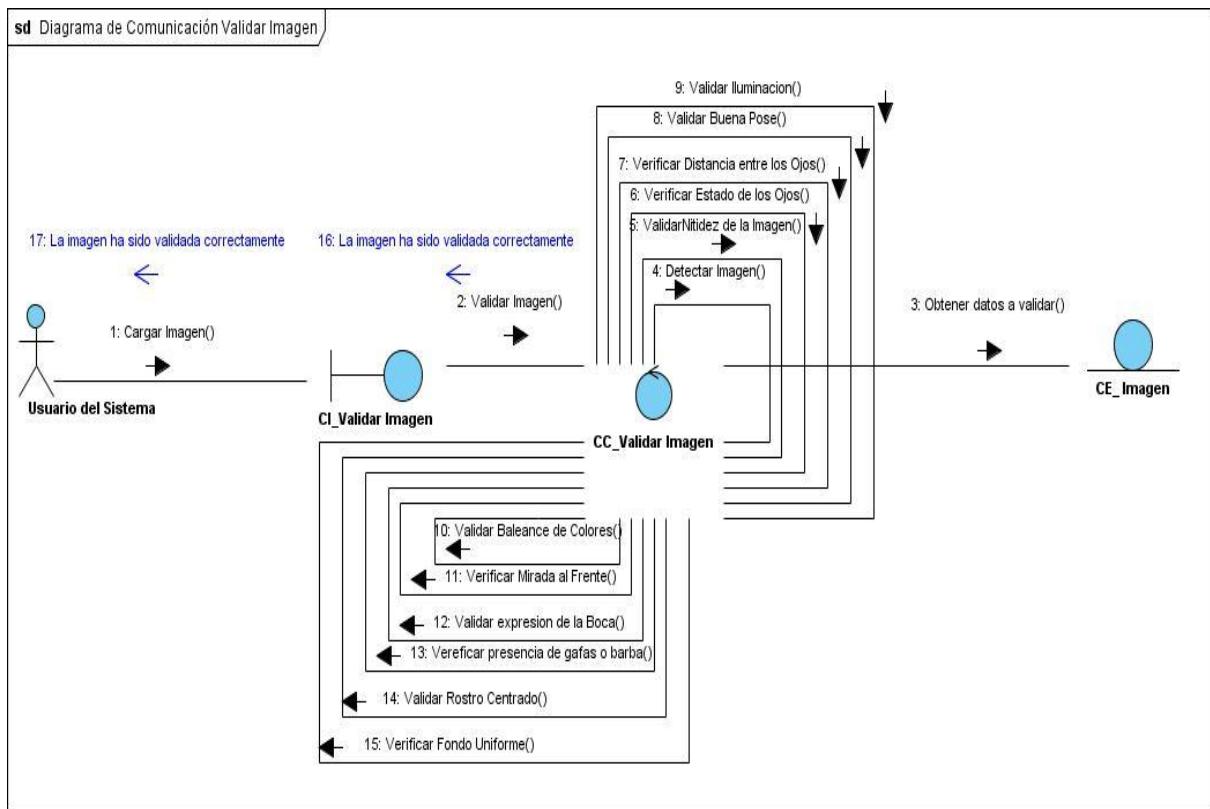 sd Diagrama de Comunicación Validar Imagen
9: Validar Iluminacion()
8: Validar Buena Pose()
7: Verificar Distancia entre los Ojos()
6: Verificar Estado de los Ojos()
5: ValidarNitidez de la Imagen()
4: Detectar Imagen()
17: La imagen ha sido validada correctamente
16: La imagen ha sido validada correctamente
2: Validar Imagen()
3: Obtener datos a validar()
1: Cargar Imagen()
Usuario del Sistema
CI_Validar Imagen
CC_Validar Imagen
CE_ Imagen
10: Validar Baleance de Colores()
11: Verificar Mirada al Frente()
12: Validar expresion de la Boca()
13: Vereficar presencia de gafas o barba()
14: Validar Rostro Centrado()
15: Verificar Fondo Uniforme()